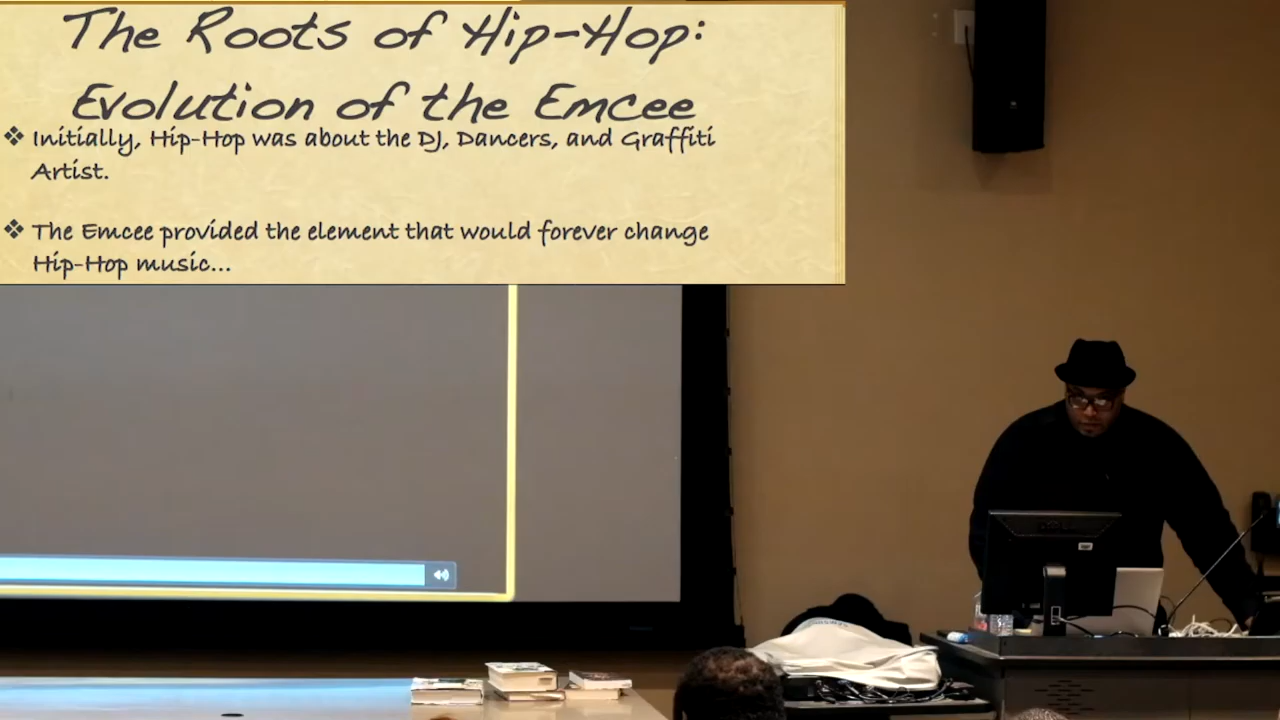 The Roots of Hip-Hop:
Evolution of the Emcee
❖ Initially, Hip-Hop was about the DJ, Dancers, and Graffiti
Artist.
❖ The Emcee provided the element that would forever change
Hip-Hop music...